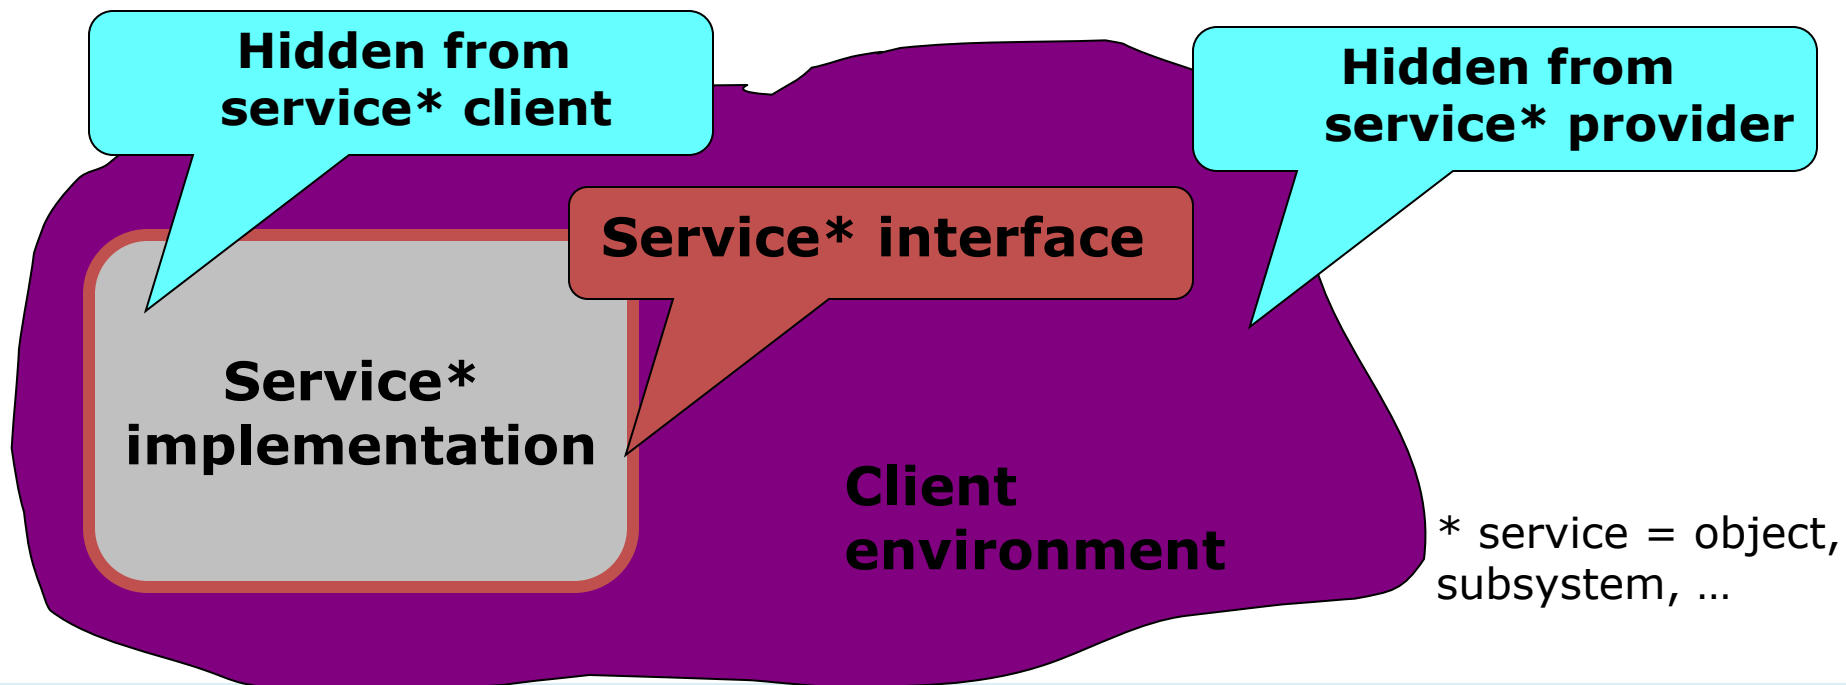 Hidden from
service* client
Hidden from
service* provider
Service* interface
Service*
implementation
Client
environment
* service = object,
subsystem, …